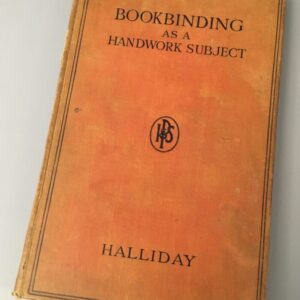 BOOKBINDING
AS A
HANDWORK SUBJECT
HALLIDAY